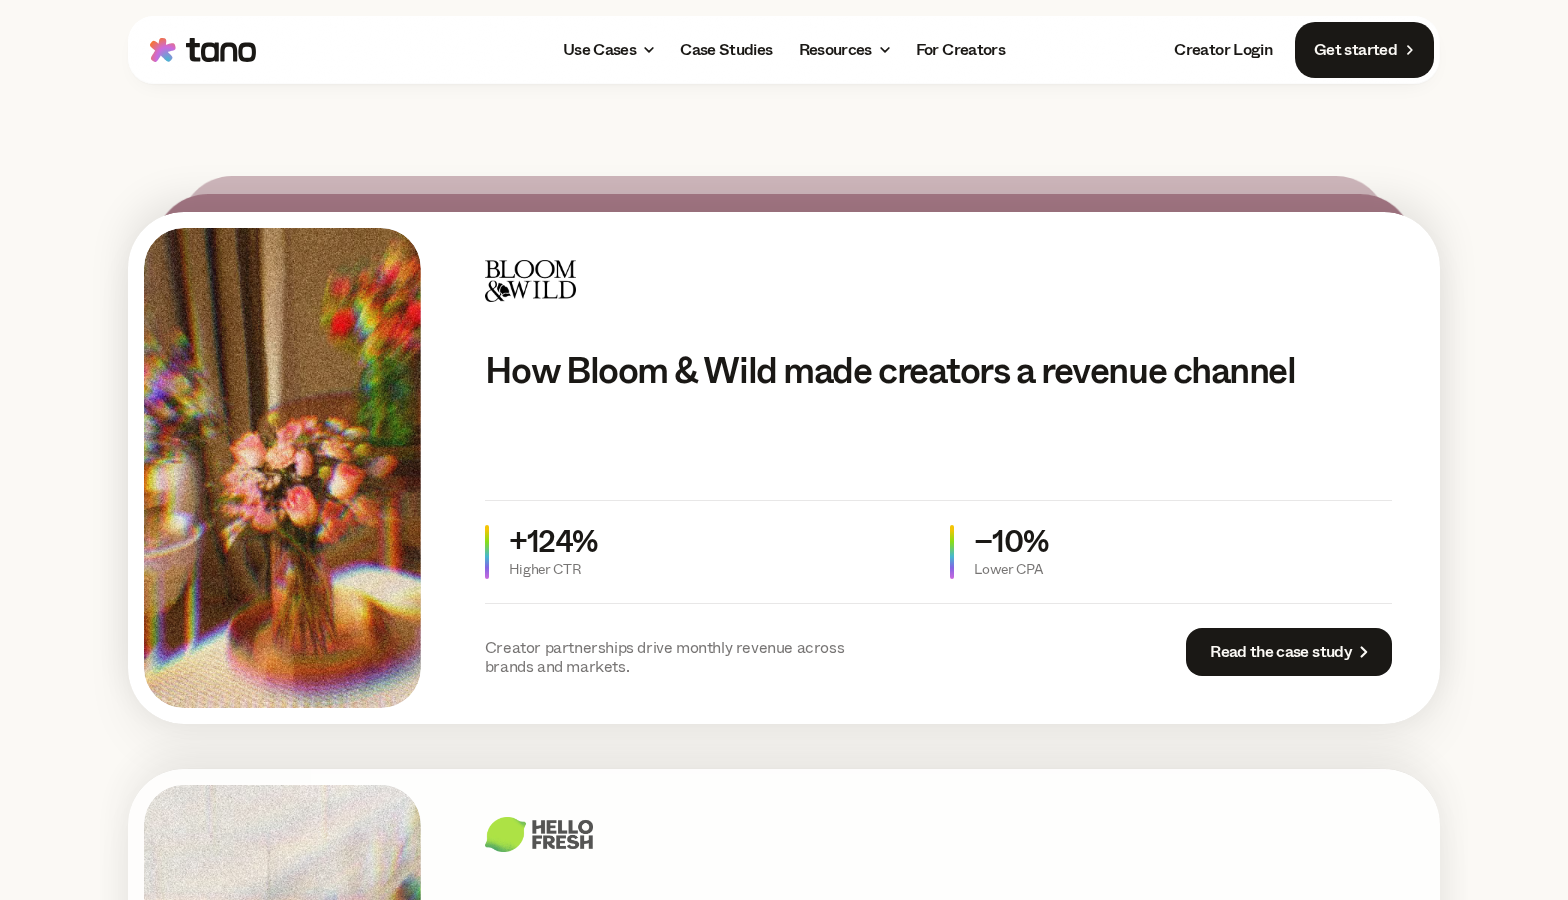 tano
Use Cases
Case Studies
Resources
For Creators
Creator Login
Get started
BLOOM
&WILD
How Bloom & Wild made creators a revenue channel
+124%
Higher CTR
–10%
Lower CPA
Creator partnerships drive monthly revenue across
brands and markets.
Read the case study
HELLO
FRESH